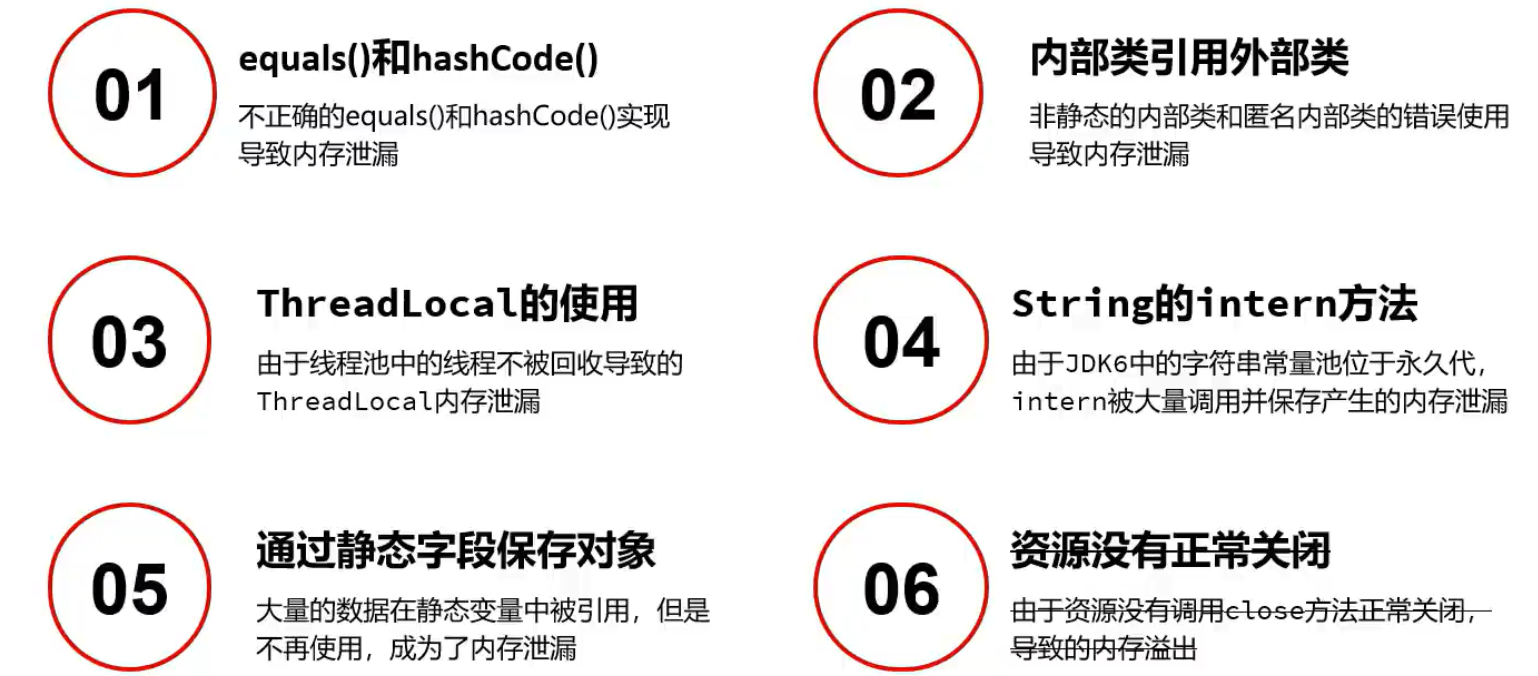 01
equals()和hashCode()
不正确的equals()和hashCode()实现
导致内存泄漏
02
内部类引用外部类
非静态的内部类和匿名内部类的错误使用
导致内存泄漏
03
ThreadLocal的使用
由于线程池中的线程不被回收导致的
ThreadLocal内存泄漏
04
String的intern方法
由于JDK6中的字符串常量池位于永久代，
intern被大量调用并保存产生的内存泄漏
05
通过静态字段保存对象
大量的数据在静态变量中被引用，但是
不再使用，成为了内存泄漏
06
资源没有正常关闭
由于资源没有调用close方法正常关闭，
导致的内存溢出